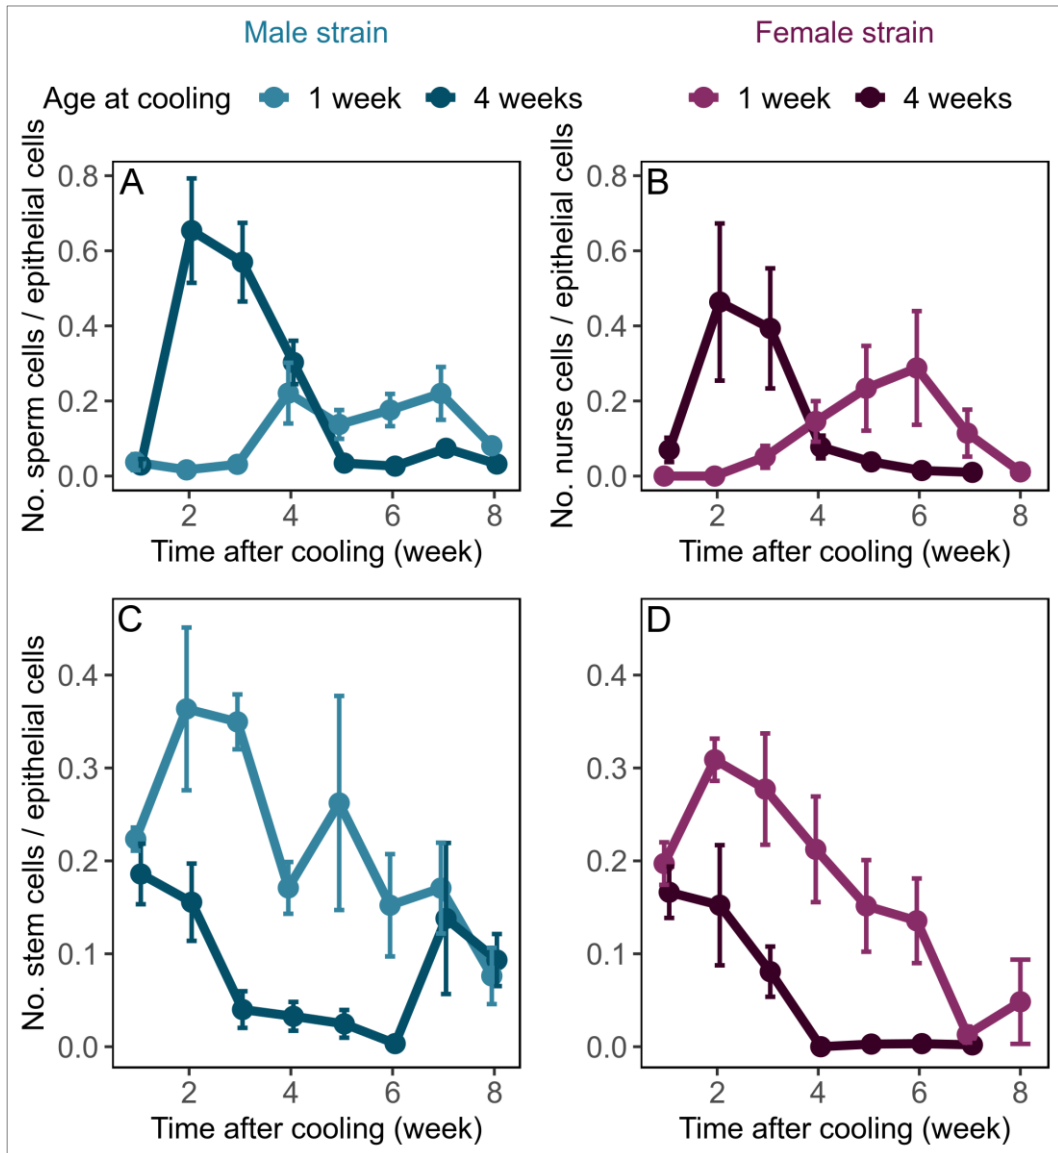 Male strain
Female strain
Age at cooling 1 week 4 weeks
1 week 4 weeks
No. sperm cells / epithelial cells
A
0.8
0.6
0.4
0.2
0.0
2 4 6 8
Time after cooling (week)
No. nurse cells / epithelial cells
B
0.8
0.6
0.4
0.2
0.0
2 4 6 8
Time after cooling (week)
No. stem cells / epithelial cells
C
0.4
0.3
0.2
0.1
0.0
2 4 6 8
Time after cooling (week)
D
0.4
0.3
0.2
0.1
0.0
2 4 6 8
Time after cooling (week)